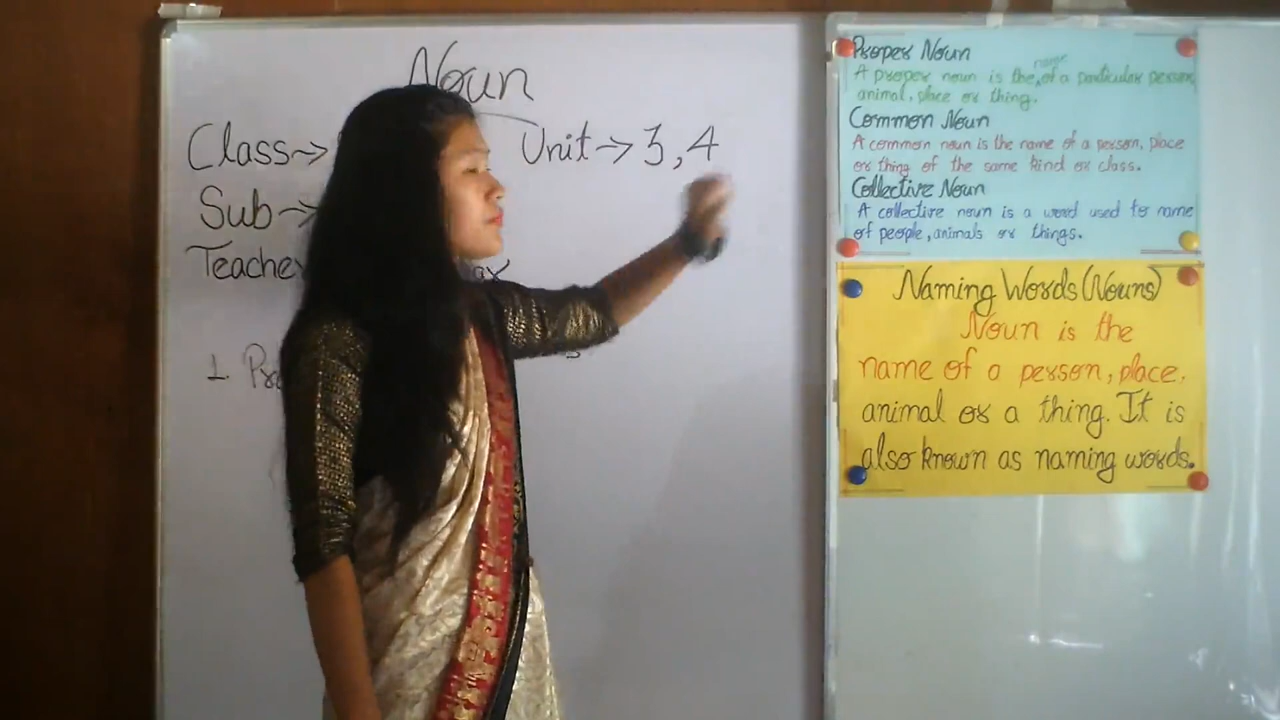 Noun
Class→
Unit→ 3, 4
Sub→
Teacher
1.
Proper Noun
A proper noun is the name of a particular person,
animal, place or thing.
Common Noun
A common noun is the name of a person, place
or thing of the same kind or class.
Collective Noun
A collective noun is a word used to name
of people, animals or things.
Naming Words (Nouns)
Noun is the
name of a person, place,
animal or a thing. It is
also known as naming words.